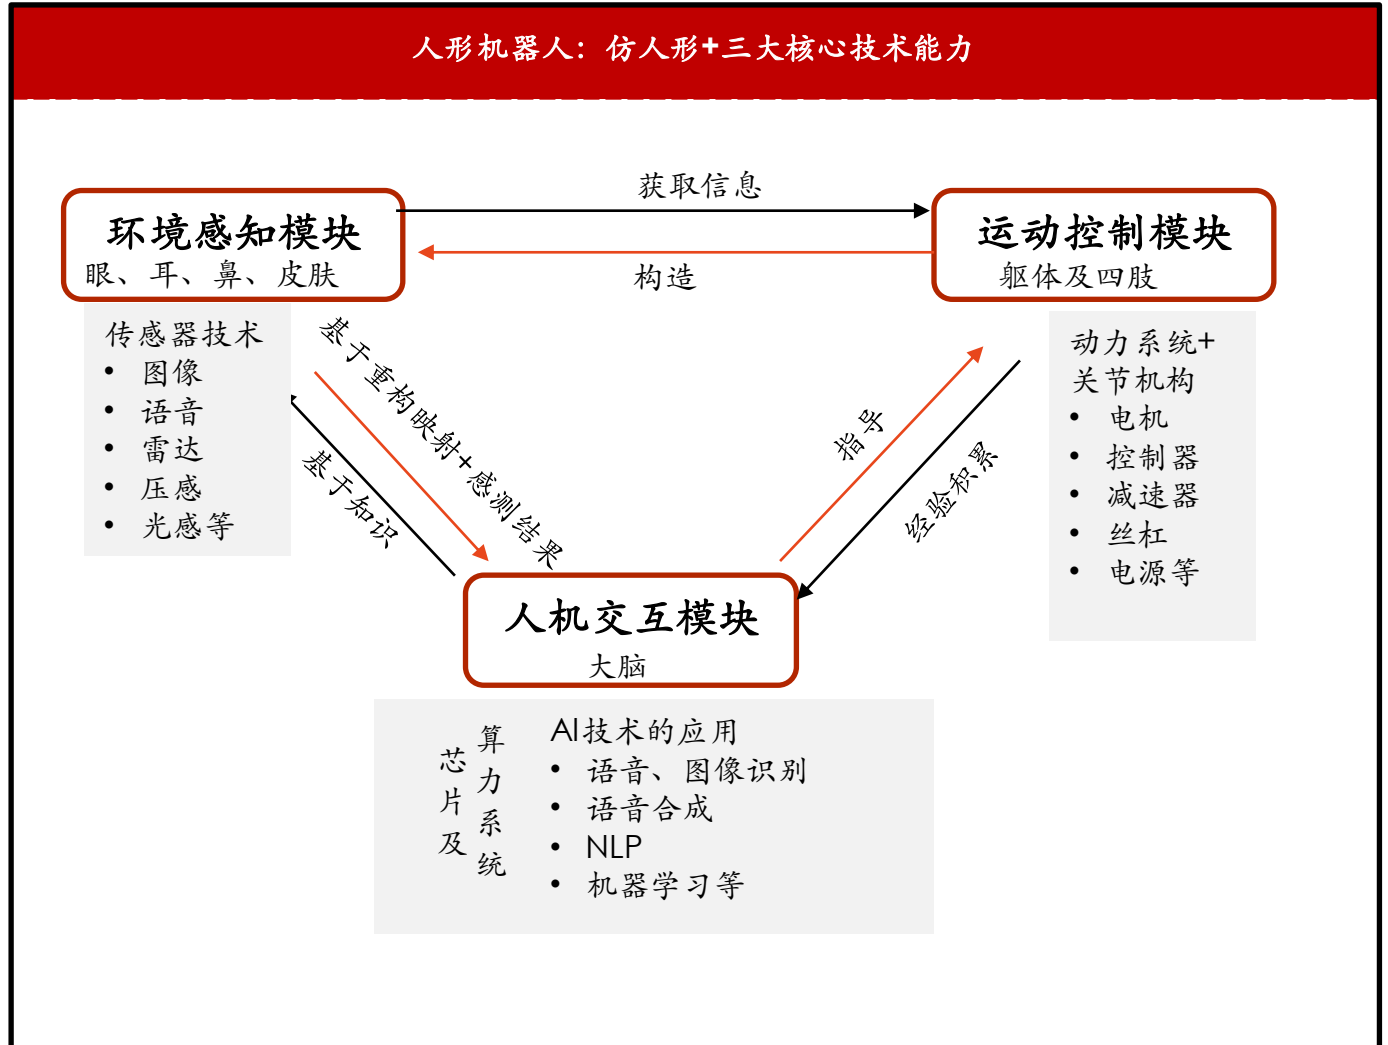 人形机器人：仿人形+三大核心技术能力
获取信息
环境感知模块
眼、耳、鼻、皮肤
运动控制模块
躯体及四肢
构造
传感器技术
• 图像
• 语音
• 雷达
• 压感
• 光感等
基于重构映射+感测结果
基于知识
指导
经验积累
动力系统+
关节机构
• 电机
• 控制器
• 减速器
• 丝杠
• 电源等
人机交互模块
大脑
芯片及
算力系统
AI技术的应用
• 语音、图像识别
• 语音合成
• NLP
• 机器学习等